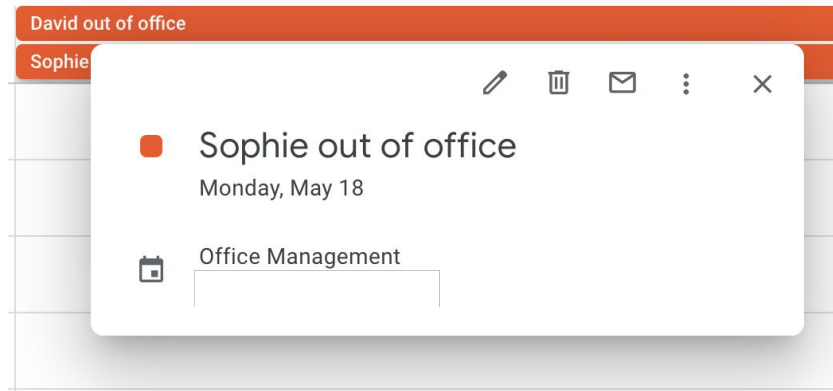 David out of office
Sophie
Sophie out of office
Monday, May 18
Office Management